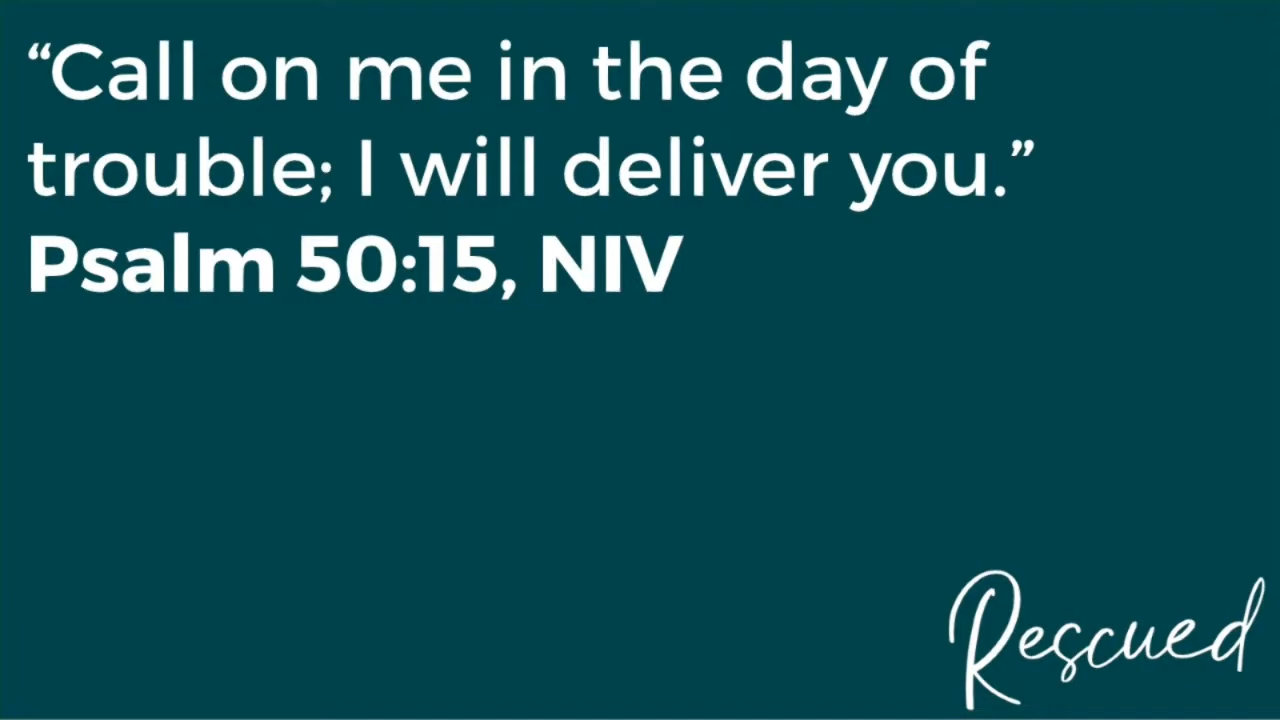 “Call on me in the day of
trouble; I will deliver you.”
Psalm 50:15, NIV
Rescued